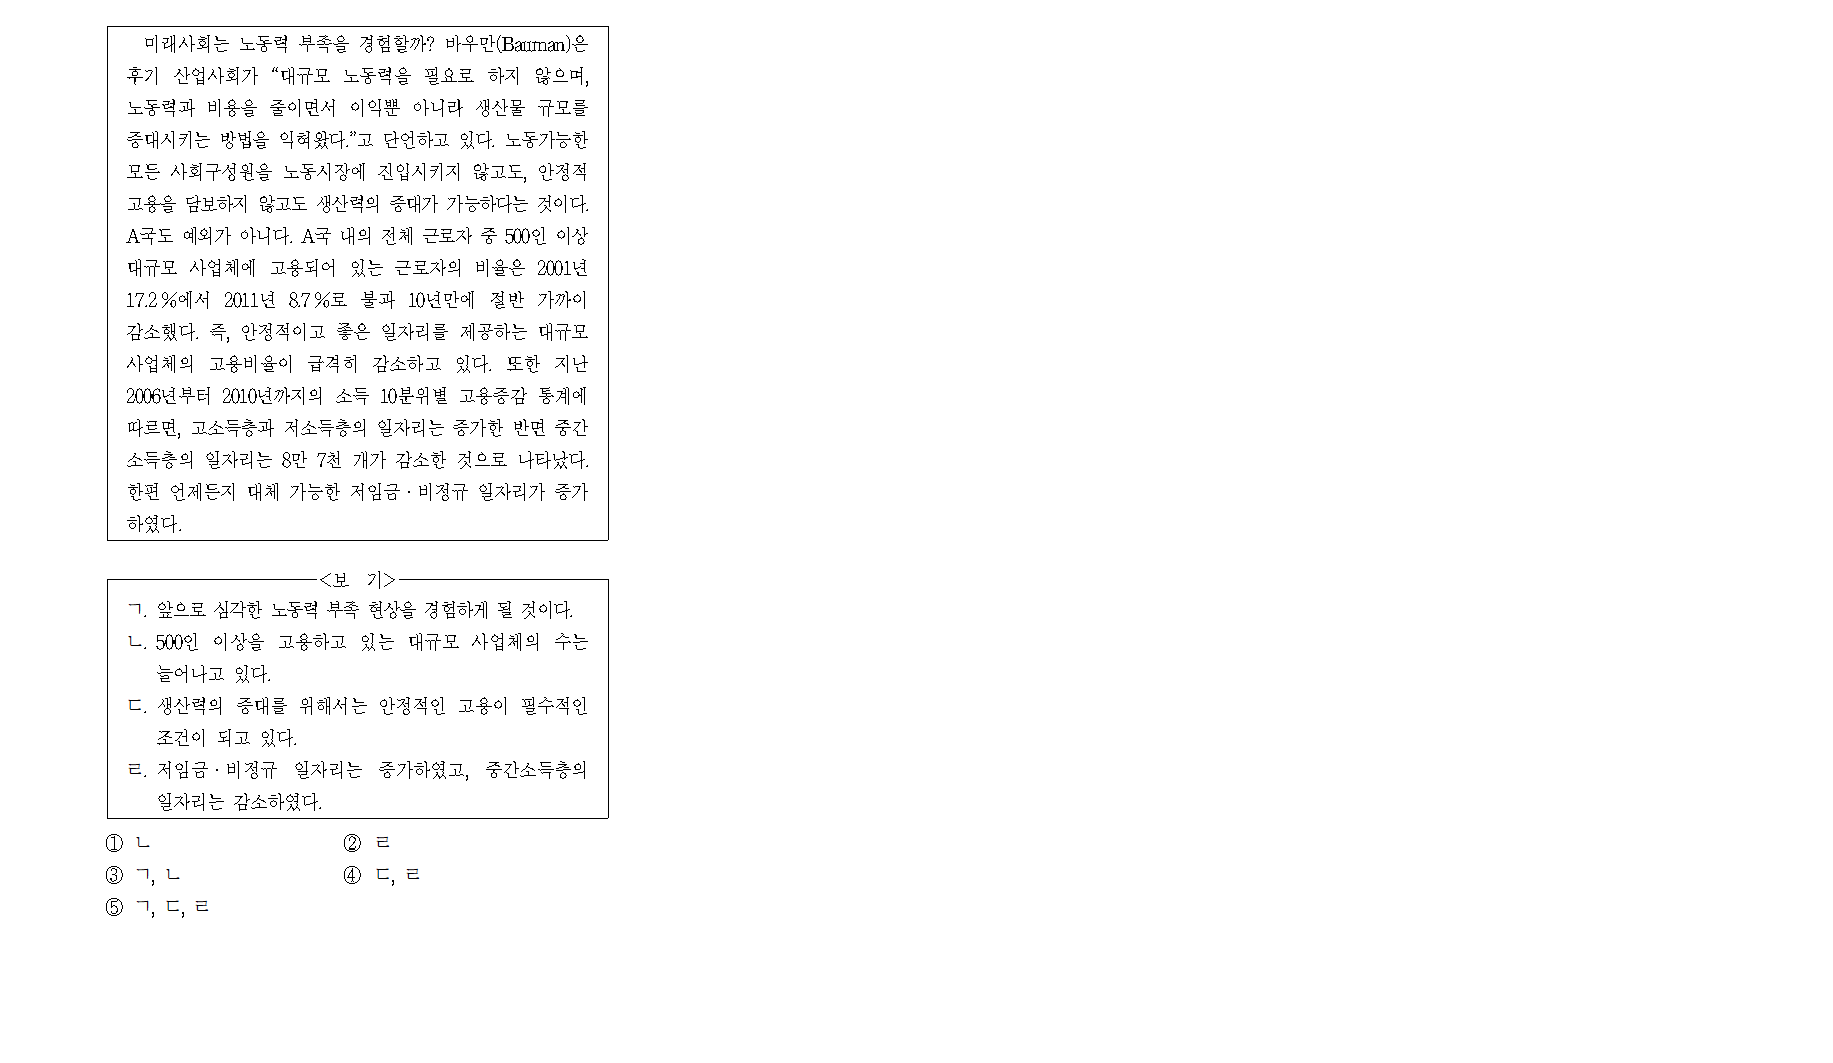 미래사회는 노동력 부족을 경험할까? 바우만(Bauman)은
후기 산업사회가 “대규모 노동력을 필요로 하지 않으며,
노동력과 비용을 줄이면서 이익뿐 아니라 생산물 규모를
증대시키는 방법을 익혀왔다.”고 단언하고 있다. 노동가능한
모든 사회구성원을 노동시장에 진입시키지 않고도, 안정적
고용을 담보하지 않고도 생산력의 증대가 가능하다는 것이다.
A국도 예외가 아니다. A국 내의 전체 근로자 중 500인 이상
대규모 사업체에 고용되어 있는 근로자의 비율은 2001년
17.2%에서 2011년 8.7%로 불과 10년만에 절반 가까이
감소했다. 즉, 안정적이고 좋은 일자리를 제공하는 대규모
사업체의 고용비율이 급격히 감소하고 있다. 또한 지난
2006년부터 2010년까지의 소득 10분위별 고용증감 통계에
따르면, 고소득층과 저소득층의 일자리는 증가한 반면 중간
소득층의 일자리는 8만 7천 개가 감소한 것으로 나타났다.
한편 언제든지 대체 가능한 저임금·비정규 일자리가 증가
하였다.
<보 기>
ㄱ. 앞으로 심각한 노동력 부족 현상을 경험하게 될 것이다.
ㄴ. 500인 이상을 고용하고 있는 대규모 사업체의 수는
늘어나고 있다.
ㄷ. 생산력의 증대를 위해서는 안정적인 고용이 필수적인
조건이 되고 있다.
ㄹ. 저임금·비정규 일자리는 증가하였고, 중간소득층의
일자리는 감소하였다.
① ㄴ ② ㄹ
③ ㄱ, ㄴ ④ ㄷ, ㄹ
⑤ ㄱ, ㄷ, ㄹ